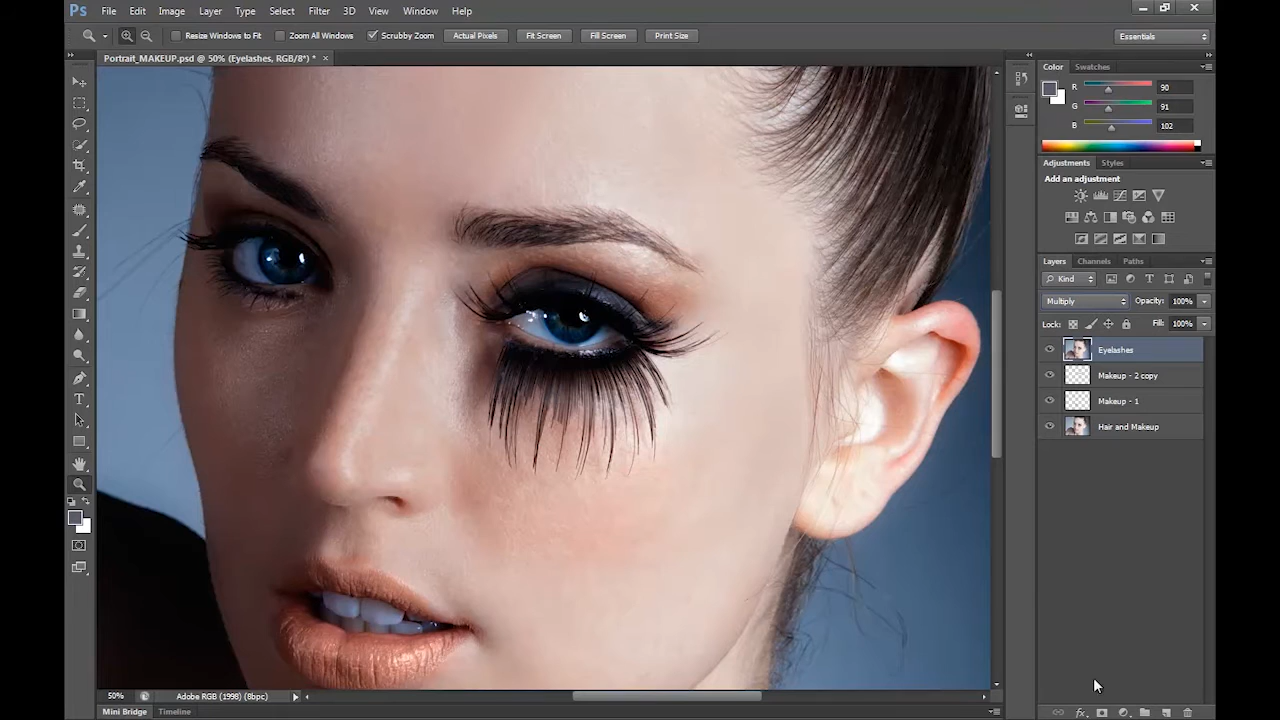 Ps File Edit Image Layer Type Select Filter 3D View Window Help
Resize Windows to Fit Zoom All Windows Scrubby Zoom Actual Pixels Fit Screen Fill Screen Print Size Essentials
Portrait_MAKEUP.psd @ 50% (Eyelashes, RGB/8*) * ×
Color Swatches
R 90
G 91
B 102
Adjustments Styles
Add an adjustment
Layers Channels Paths
Kind
Multiply Opacity: 100%
Lock: Fill: 100%
Eyelashes
Makeup - 2 copy
Makeup - 1
Hair and Makeup
50% Adobe RGB (1998) (8bpc)
Mini Bridge Timeline